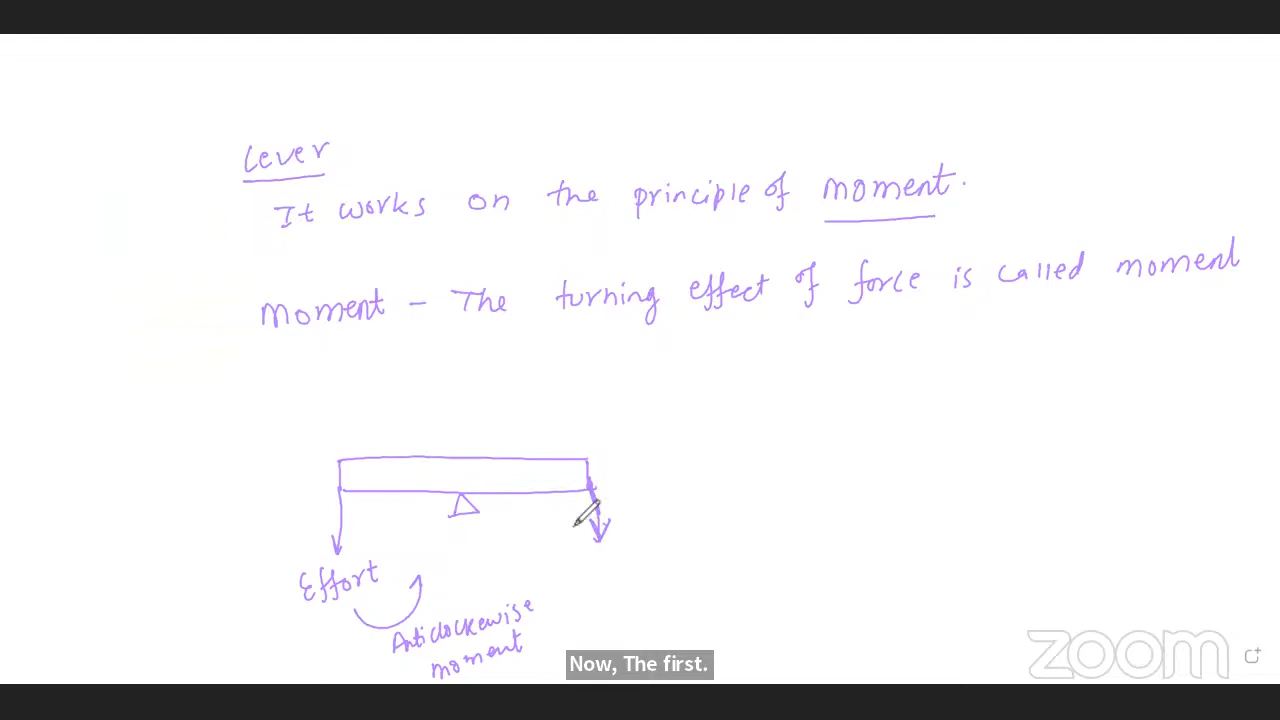 Lever
It works on the principle of moment.
Moment - The turning effect of force is called moment
Effort
Anticlockwise
moment
Now, The first.
zoom